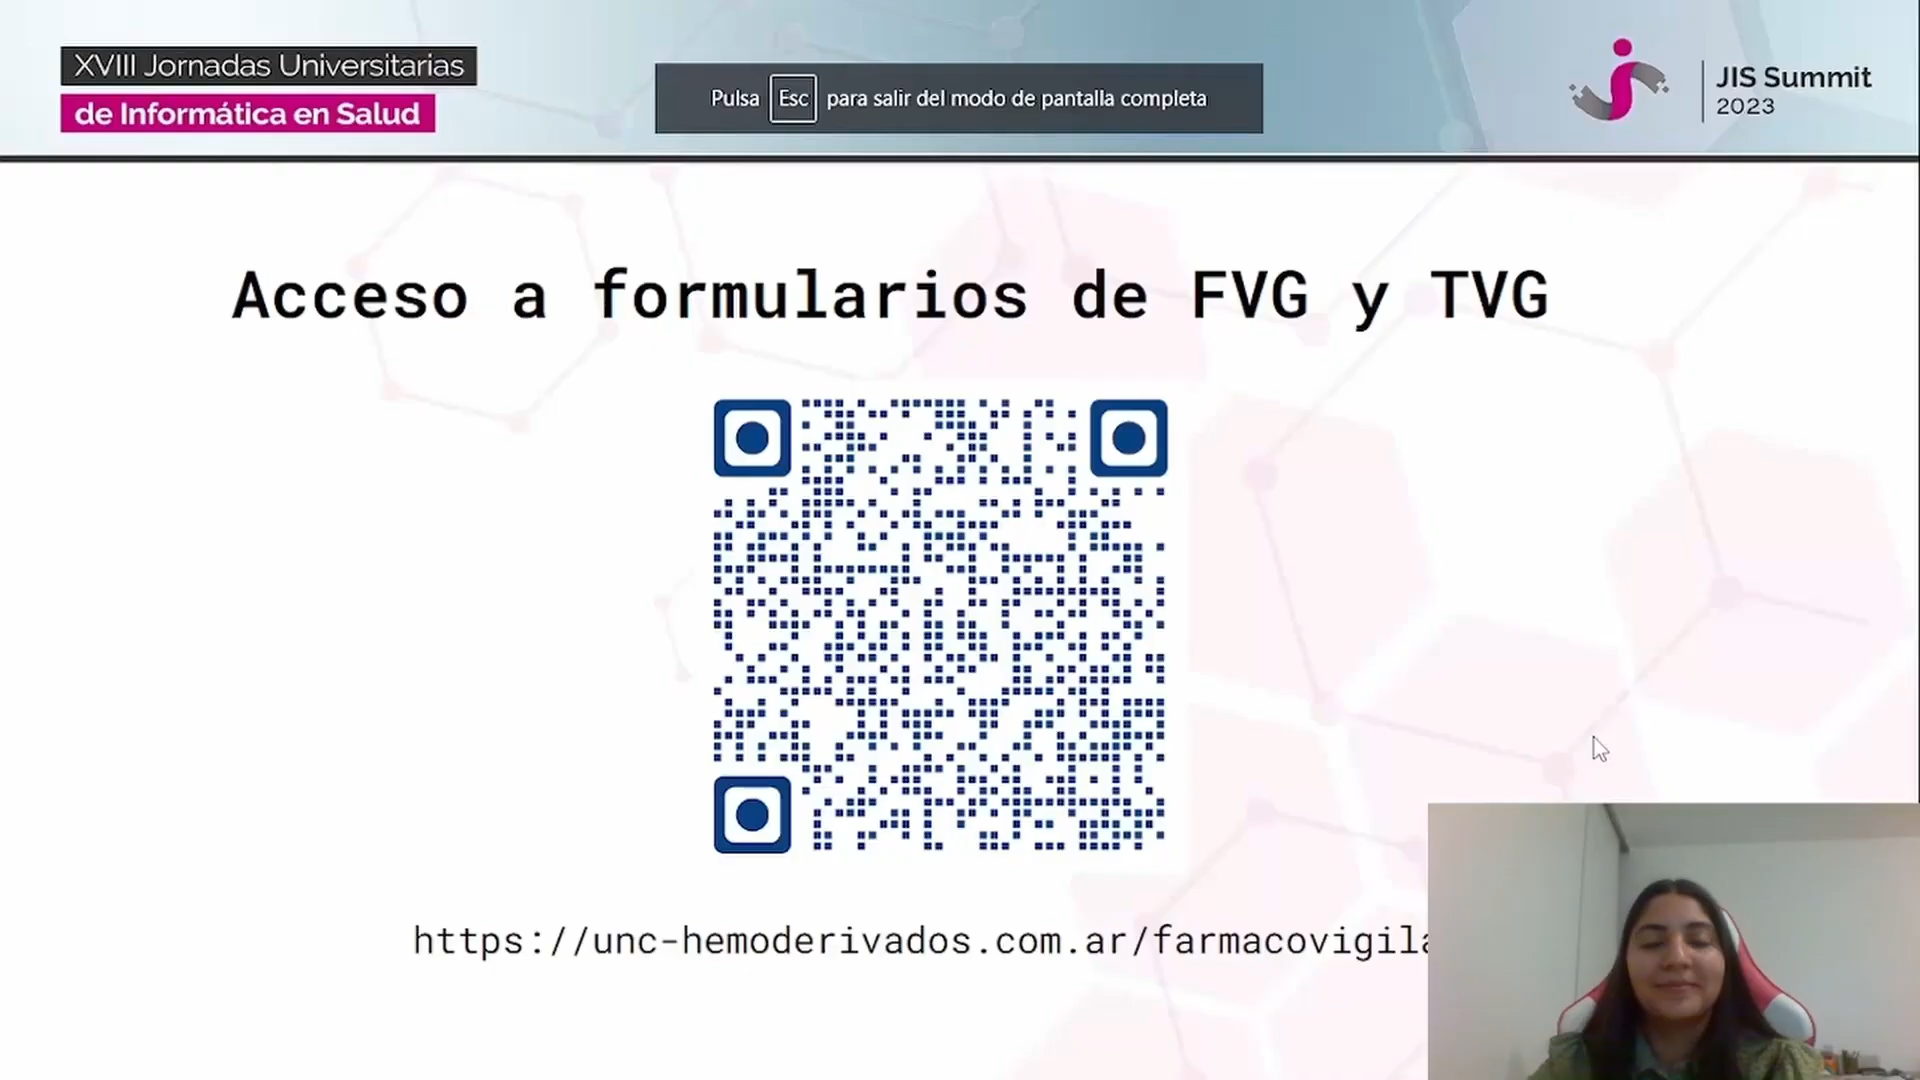 XVIII Jornadas Universitarias
de Informática en Salud
Pulsa Esc para salir del modo de pantalla completa
JIS Summit
2023
Acceso a formularios de FVG y TVG
https://unc-hemoderivados.com.ar/farmacovigila